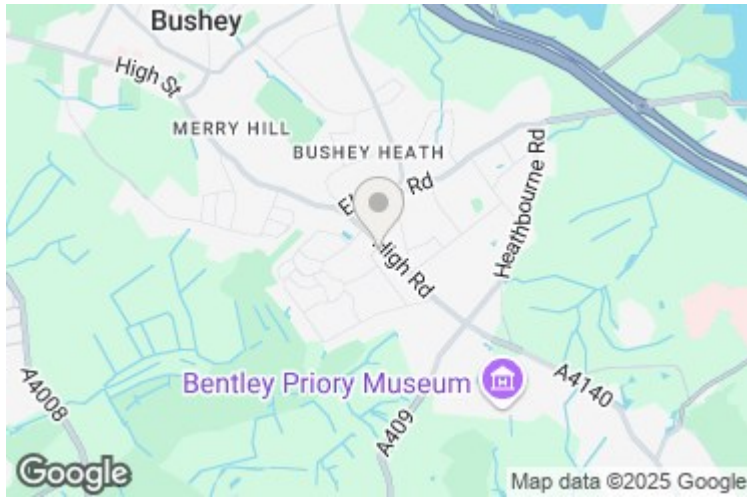 Bushey
High St
MERRY HILL
BUSHEY HEATH
Rd
Heathbourne Rd
High Rd
Bentley Priory Museum
A4140
A4008
A409
Google
Map data ©2025 Google